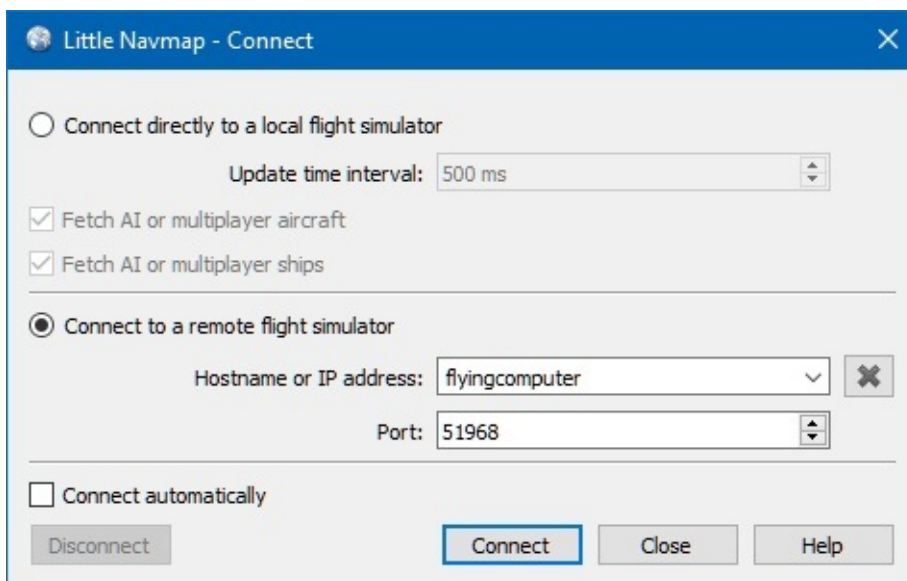 Little Navmap - Connect
Connect directly to a local flight simulator
Update time interval: 500 ms
Fetch AI or multiplayer aircraft
Fetch AI or multiplayer ships
Connect to a remote flight simulator
Hostname or IP address: flyingcomputer
Port: 51968
Connect automatically
Disconnect Connect Close Help